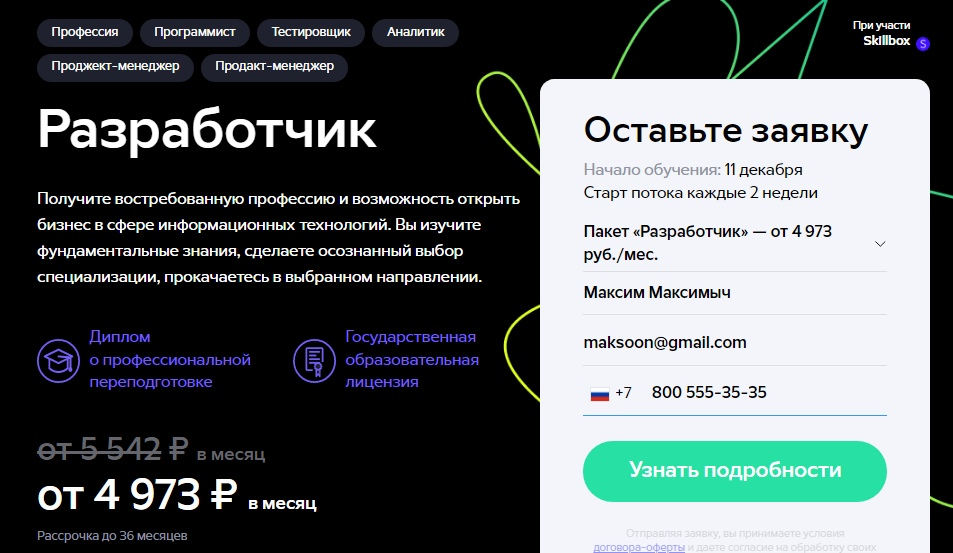 Профессия Программист Тестировщик Аналитик
Проджект-менеджер Продакт-менеджер
Разработчик
Получите востребованную профессию и возможность открыть
бизнес в сфере информационных технологий. Вы изучите
фундаментальные знания, сделаете осознанный выбор
специализации, прокачаетесь в выбранном направлении.
Диплом
о профессиональной
переподготовке
Государственная
образовательная
лицензия
от 5 542 ₽ в месяц
от 4 973 ₽ в месяц
Рассрочка до 36 месяцев
При участи
Skillbox S
Оставьте заявку
Начало обучения: 11 декабря
Старт потока каждые 2 недели
Пакет «Разработчик» — от 4 973
руб./мес.
Максим Максимыч
maksoon@gmail.com
+7 800 555-35-35
Узнать подробности
Отправляя заявку, вы принимаете условия
договора-оферты и даете согласие на обработку своих